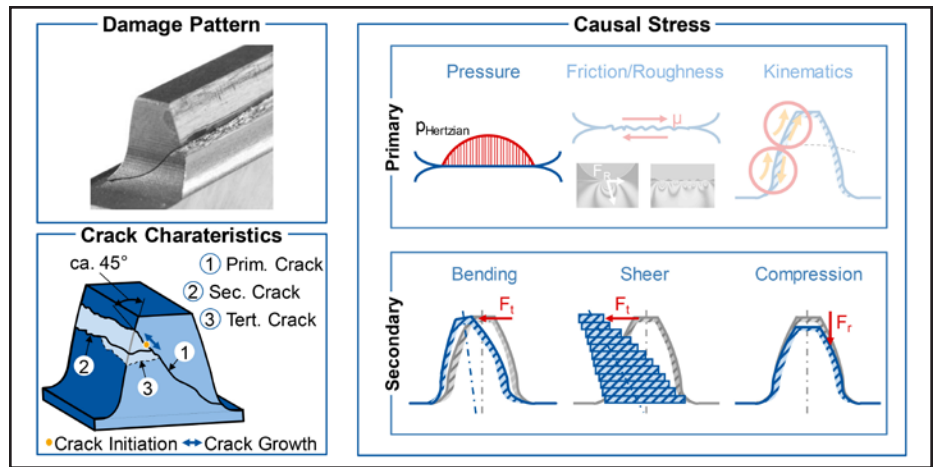 Damage Pattern
Crack Charateristics
ca. 45°
1 Prim. Crack
2 Sec. Crack
3 Tert. Crack
1
2
3
Crack Initiation
Crack Growth
Causal Stress
Primary
Pressure
Friction/Roughness
Kinematics
pHertzian
μ
FR
Secondary
Bending
Sheer
Compression
Ft
Ft
Fr